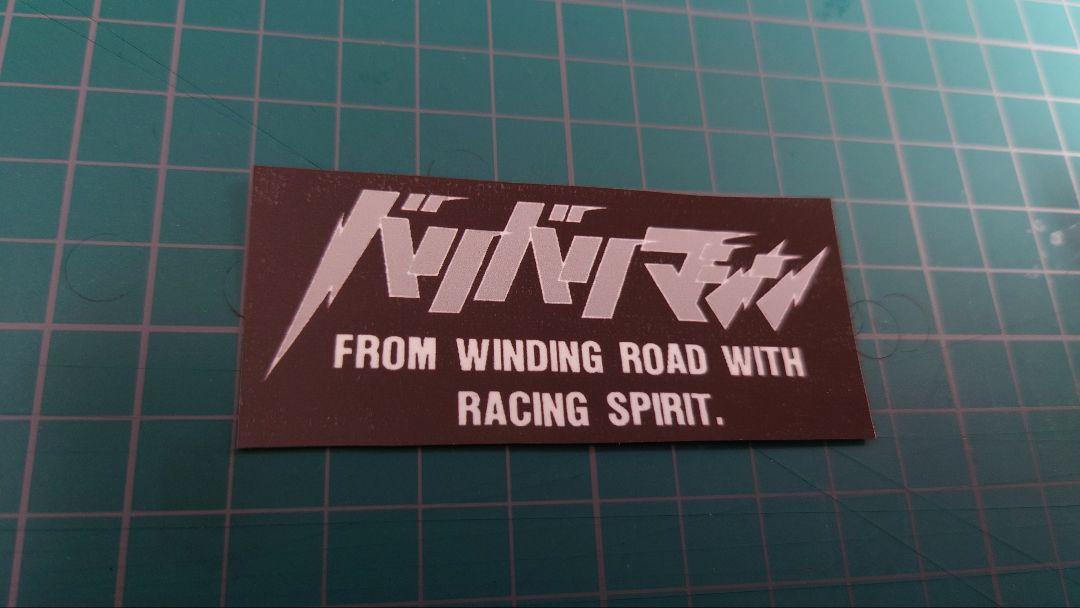 バリバリマシン
FROM WINDING ROAD WITH
RACING SPIRIT.